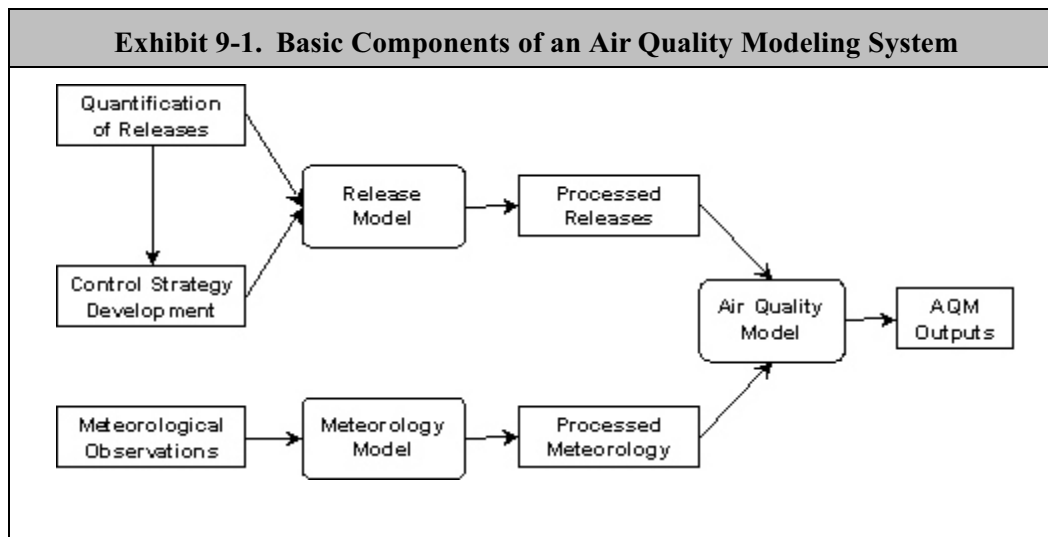 Exhibit 9-1. Basic Components of an Air Quality Modeling System
Quantification
of Releases
Release
Model
Processed
Releases
Control Strategy
Development
Air Quality
Model
AQM
Outputs
Meteorological
Observations
Meteorology
Model
Processed
Meteorology